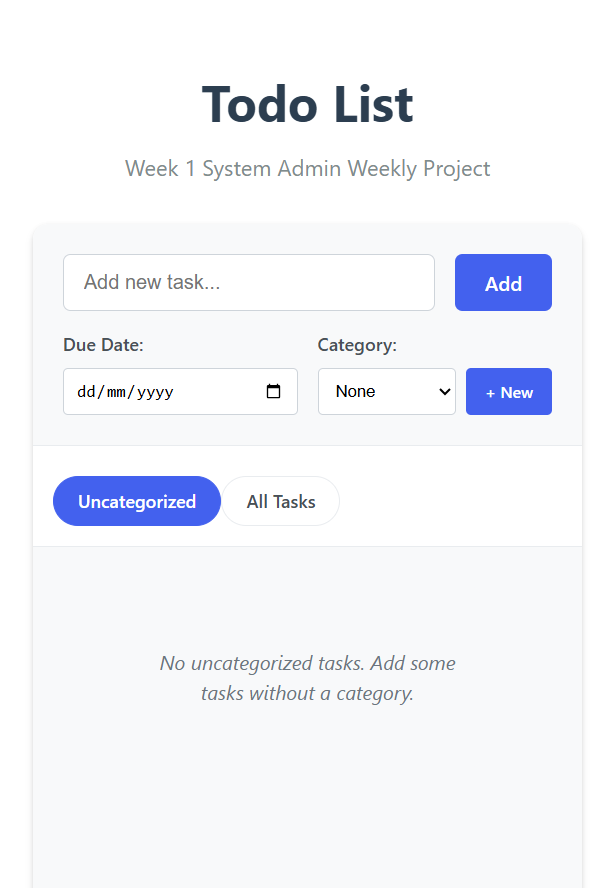 Todo List
Week 1 System Admin Weekly Project
Add new task...
Add
Due Date:
Category:
dd/mm/yyyy
None
+ New
Uncategorized
All Tasks
No uncategorized tasks. Add some
tasks without a category.